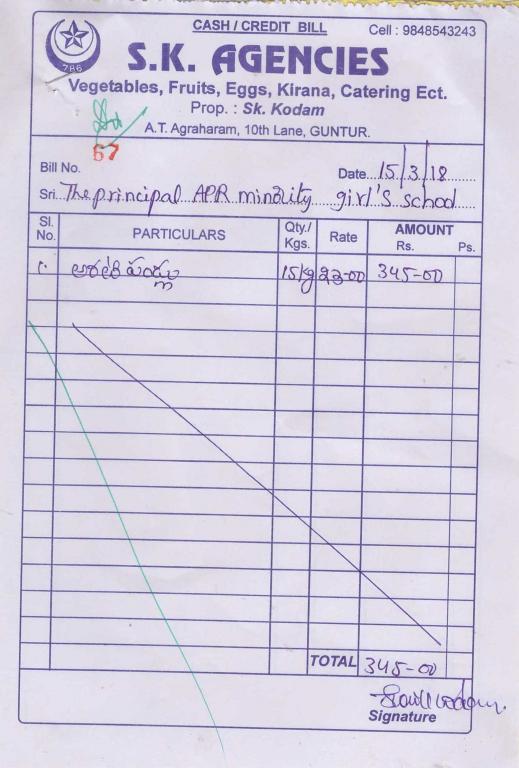 CASH / CREDIT BILL
Cell : 9848543243
786
S.K. AGENCIES
Vegetables, Fruits, Eggs, Kirana, Catering Ect.
Prop. : Sk. Kodam
A.T. Agraharam, 10th Lane, GUNTUR.
67
Bill No.
Date 15/3/18
Sri. The principal APR minority girl's school
Sl. No. PARTICULARS Qty./ Kgs. Rate AMOUNT Rs. Ps.
1. అరటి పండ్లు 15kg 23-00 345-00
TOTAL 345-00
Signature